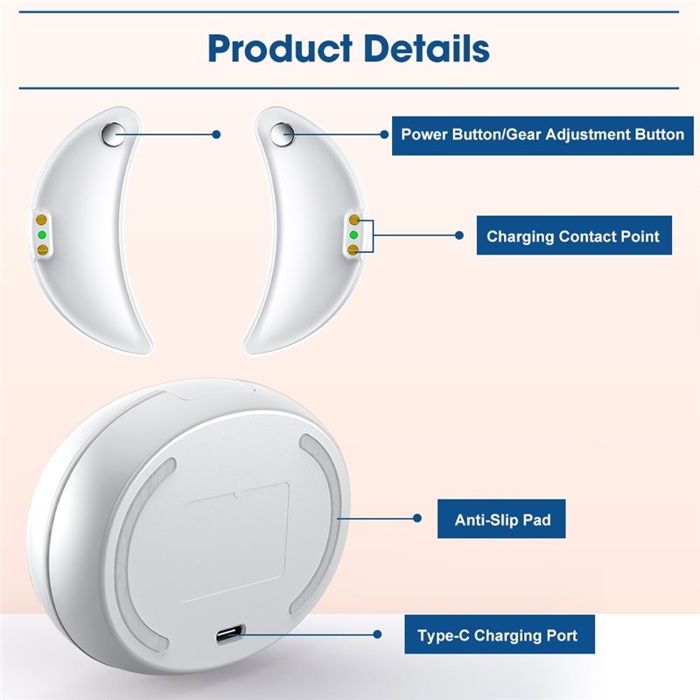 Product Details
Power Button/Gear Adjustment Button
Charging Contact Point
Anti-Slip Pad
Type-C Charging Port